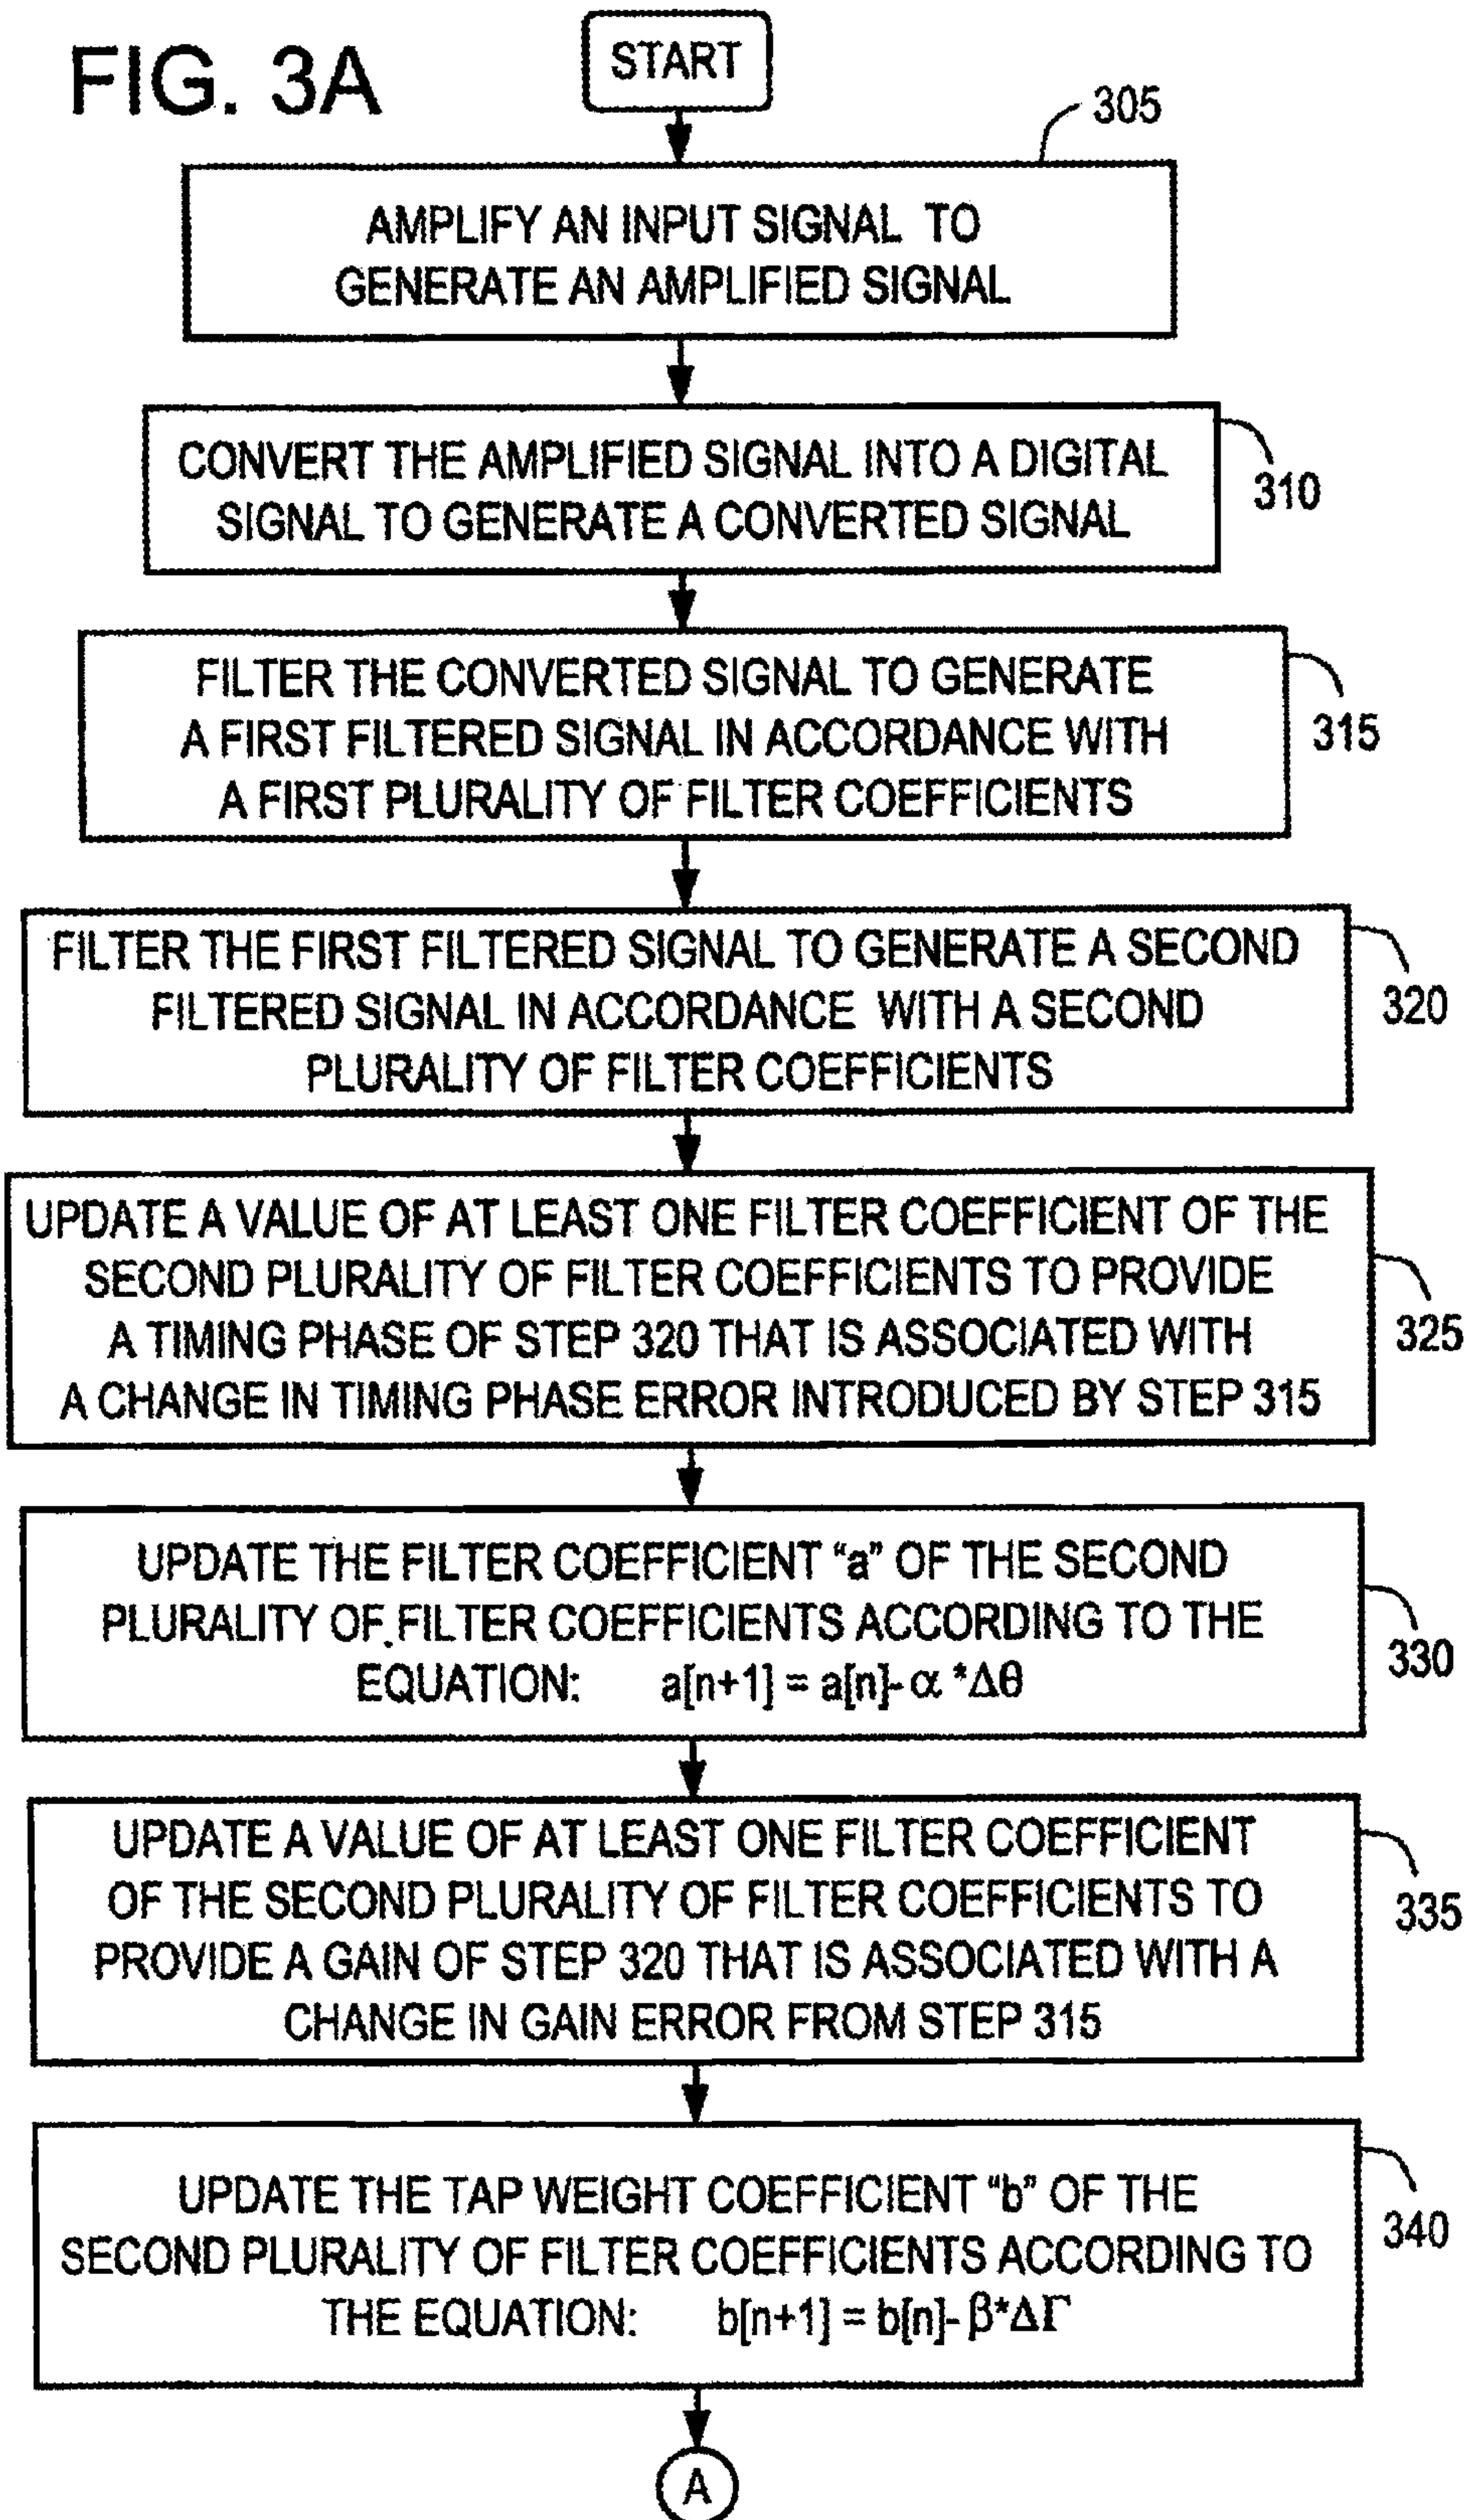 FIG. 3A
START
305
AMPLIFY AN INPUT SIGNAL TO
GENERATE AN AMPLIFIED SIGNAL
CONVERT THE AMPLIFIED SIGNAL INTO A DIGITAL
SIGNAL TO GENERATE A CONVERTED SIGNAL
310
FILTER THE CONVERTED SIGNAL TO GENERATE
A FIRST FILTERED SIGNAL IN ACCORDANCE WITH
A FIRST PLURALITY OF FILTER COEFFICIENTS
315
FILTER THE FIRST FILTERED SIGNAL TO GENERATE A SECOND
FILTERED SIGNAL IN ACCORDANCE WITH A SECOND
PLURALITY OF FILTER COEFFICIENTS
320
UPDATE A VALUE OF AT LEAST ONE FILTER COEFFICIENT OF THE
SECOND PLURALITY OF FILTER COEFFICIENTS TO PROVIDE
A TIMING PHASE OF STEP 320 THAT IS ASSOCIATED WITH
A CHANGE IN TIMING PHASE ERROR INTRODUCED BY STEP 315
325
UPDATE THE FILTER COEFFICIENT “a” OF THE SECOND
PLURALITY OF FILTER COEFFICIENTS ACCORDING TO THE
EQUATION: a[n+1] = a[n]-α *Δθ
330
UPDATE A VALUE OF AT LEAST ONE FILTER COEFFICIENT
OF THE SECOND PLURALITY OF FILTER COEFFICIENTS TO
PROVIDE A GAIN OF STEP 320 THAT IS ASSOCIATED WITH A
CHANGE IN GAIN ERROR FROM STEP 315
335
UPDATE THE TAP WEIGHT COEFFICIENT “b” OF THE
SECOND PLURALITY OF FILTER COEFFICIENTS ACCORDING TO
THE EQUATION: b[n+1] = b[n]-β*ΔΓ
340
A